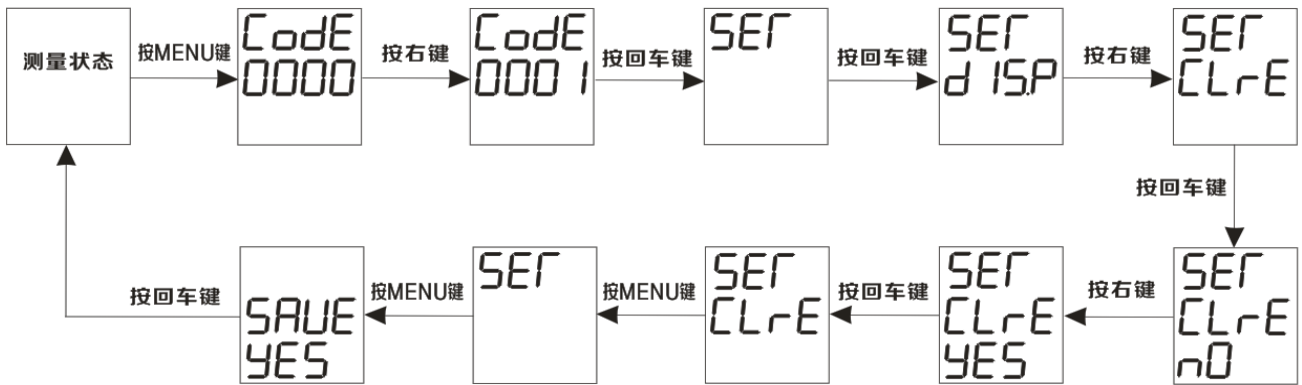 测量状态
按MENU键
CodE
0000
按右键
CodE
0001
按回车键
SET
按回车键
SET
dIS.P
按右键
SET
CLrE
按回车键
SET
CLrE
nO
按右键
SET
CLrE
YES
按回车键
SET
CLrE
按MENU键
SET
按MENU键
SAVE
YES
按回车键